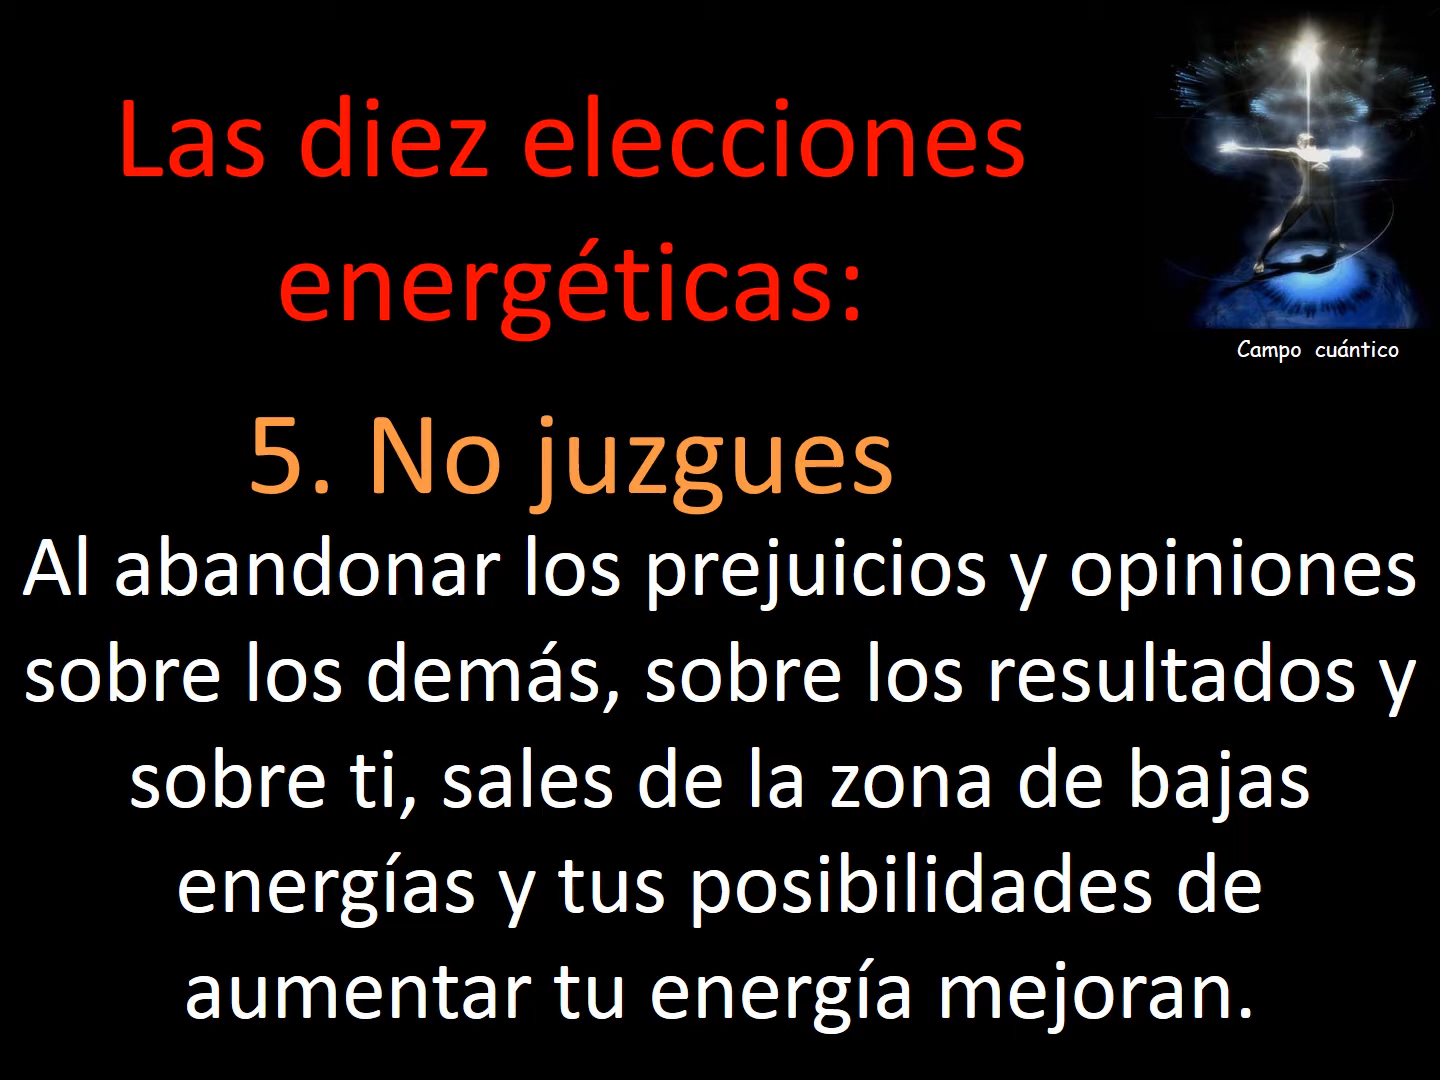 Las diez elecciones
energéticas:
Campo cuántico
5. No juzgues
Al abandonar los prejuicios y opiniones
sobre los demás, sobre los resultados y
sobre ti, sales de la zona de bajas
energías y tus posibilidades de
aumentar tu energía mejoran.